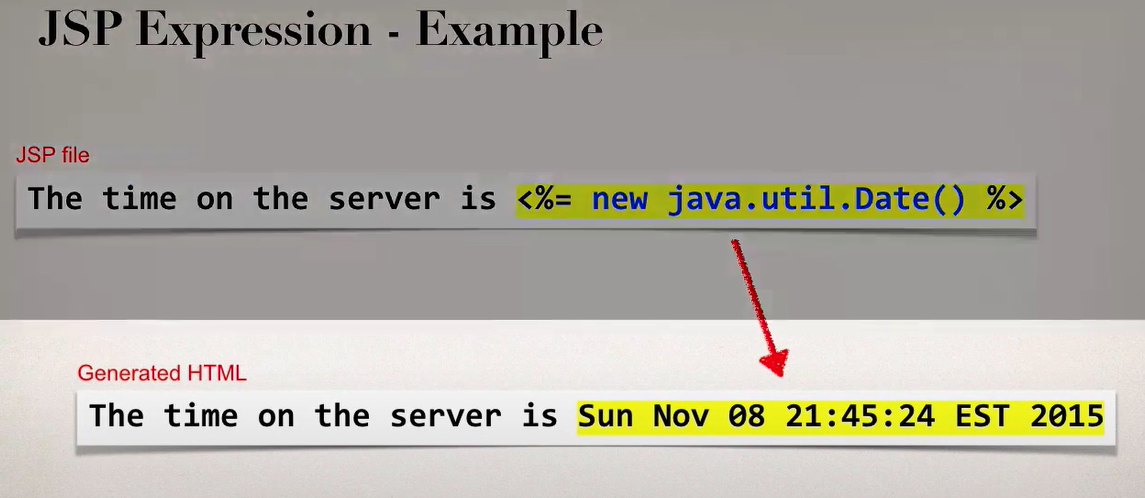 JSP Expression - Example
JSP file
The time on the server is <%= new java.util.Date() %>
Generated HTML
The time on the server is Sun Nov 08 21:45:24 EST 2015